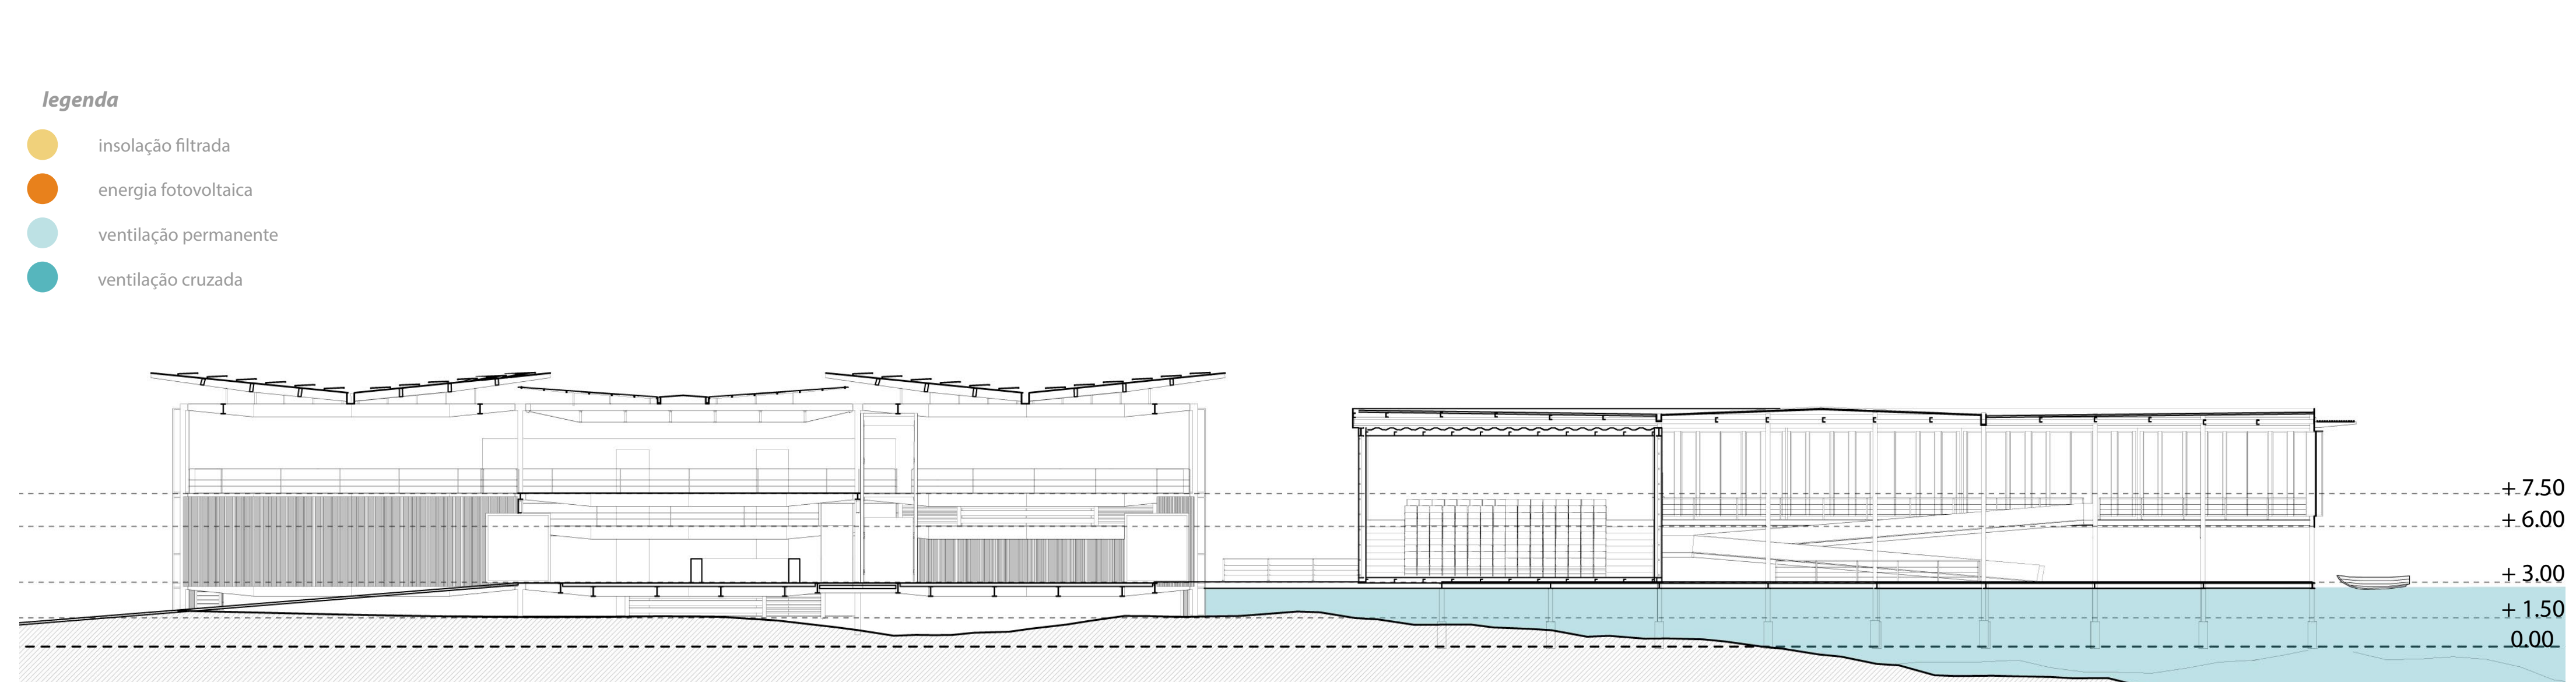 legenda
insolação filtrada
energia fotovoltaica
ventilação permanente
ventilação cruzada
+ 7.50
+ 6.00
+ 3.00
+ 1.50
0.00